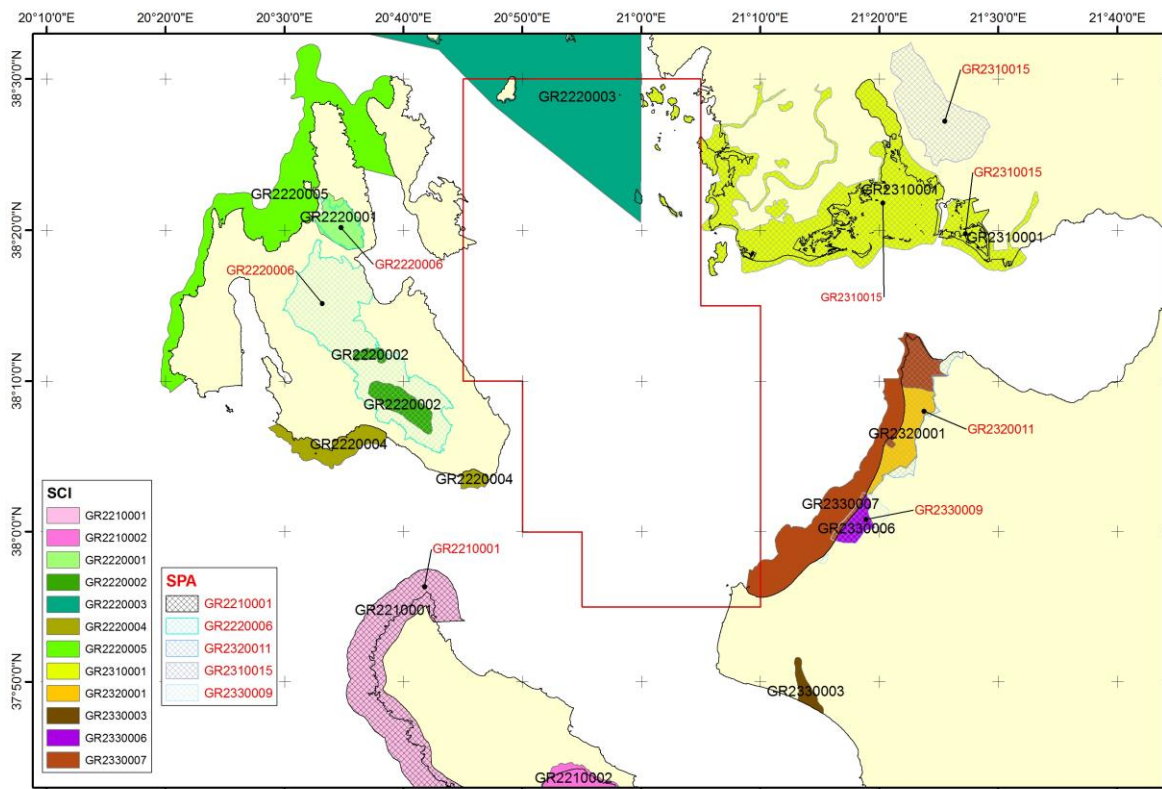 20°10'0"E 20°20'0"E 20°30'0"E 20°40'0"E 20°50'0"E 21°0'0"E 21°10'0"E 21°20'0"E 21°30'0"E 21°40'0"E
38°30'0"N
38°20'0"N
38°10'0"N
38°0'0"N
37°50'0"N
GR2310015
GR2220003
GR2310015
GR2220005
GR2310001
GR2220001
GR2310001
GR2220006
GR2220006
GR2310015
GR2220002
GR2220002
GR2320001
GR2320011
GR2220004
GR2220004
GR2330007
GR2330009
GR2330006
GR2210001
GR2210001
GR2330003
GR2210002
SCI
GR2210001
GR2210002
GR2220001
GR2220002
GR2220003
GR2220004
GR2220005
GR2310001
GR2320001
GR2330003
GR2330006
GR2330007
SPA
GR2210001
GR2220006
GR2320011
GR2310015
GR2330009